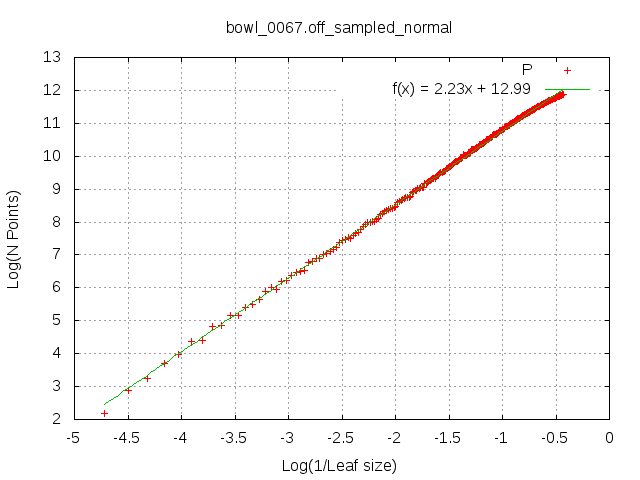 bowl_0067.off_sampled_normal
P
f(x) = 2.23x + 12.99
Log(N Points)
13
12
11
10
9
8
7
6
5
4
3
2
-5 -4.5 -4 -3.5 -3 -2.5 -2 -1.5 -1 -0.5 0
Log(1/Leaf size)